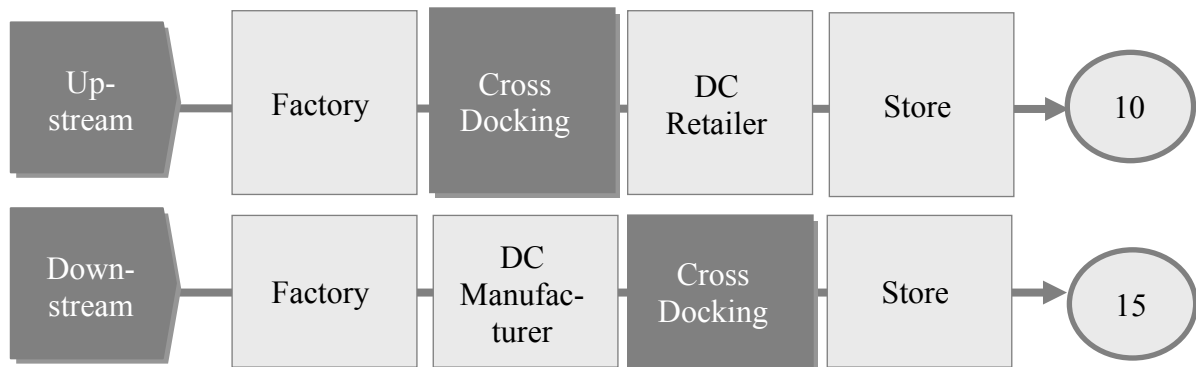 Up-
stream
Factory
Cross
Docking
DC
Retailer
Store
10
Down-
stream
Factory
DC
Manufac-
turer
Cross
Docking
Store
15